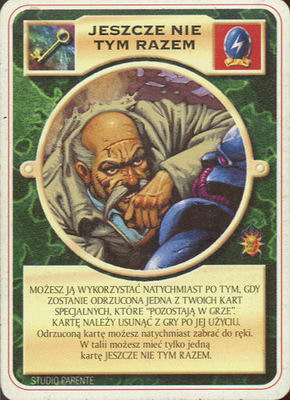 JESZCZE NIE
TYM RAZEM
MOŻESZ JĄ WYKORZYSTAĆ NATYCHMIAST PO TYM, GDY
ZOSTANIE ODRZUCONA JEDNA Z TWOICH KART
SPECJALNYCH, KTÓRE "POZOSTAJĄ W GRZE".
KARTĘ NALEŻY USUNĄĆ Z GRY PO JEJ UŻYCIU.
Odrzuconą kartę możesz natychmiast zabrać do ręki.
W talii możesz mieć tylko jedną
kartę JESZCZE NIE TYM RAZEM.
STUDIO PARENTE